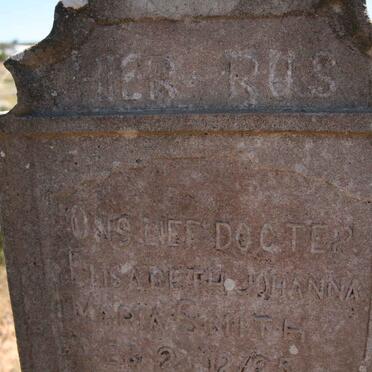 HIER RUS
ONS LIEF DOCTER
ELISABETH JOHANNA
MARIA SMITH